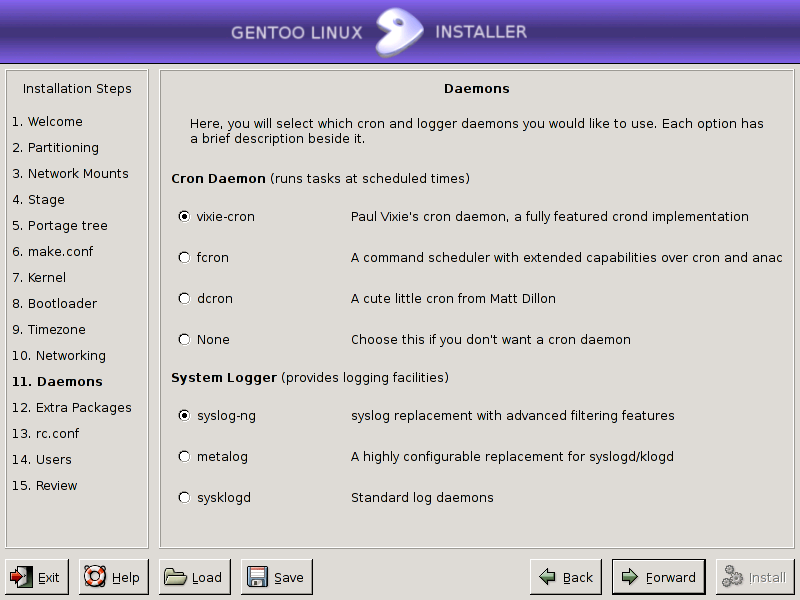 GENTOO LINUX INSTALLER
Installation Steps
1. Welcome
2. Partitioning
3. Network Mounts
4. Stage
5. Portage tree
6. make.conf
7. Kernel
8. Bootloader
9. Timezone
10. Networking
11. Daemons
12. Extra Packages
13. rc.conf
14. Users
15. Review
Daemons
Here, you will select which cron and logger daemons you would like to use. Each option has
a brief description beside it.
Cron Daemon (runs tasks at scheduled times)
vixie-cron Paul Vixie's cron daemon, a fully featured crond implementation
fcron A command scheduler with extended capabilities over cron and anac
dcron A cute little cron from Matt Dillon
None Choose this if you don't want a cron daemon
System Logger (provides logging facilities)
syslog-ng syslog replacement with advanced filtering features
metalog A highly configurable replacement for syslogd/klogd
sysklogd Standard log daemons
Exit Help Load Save Back Forward Install